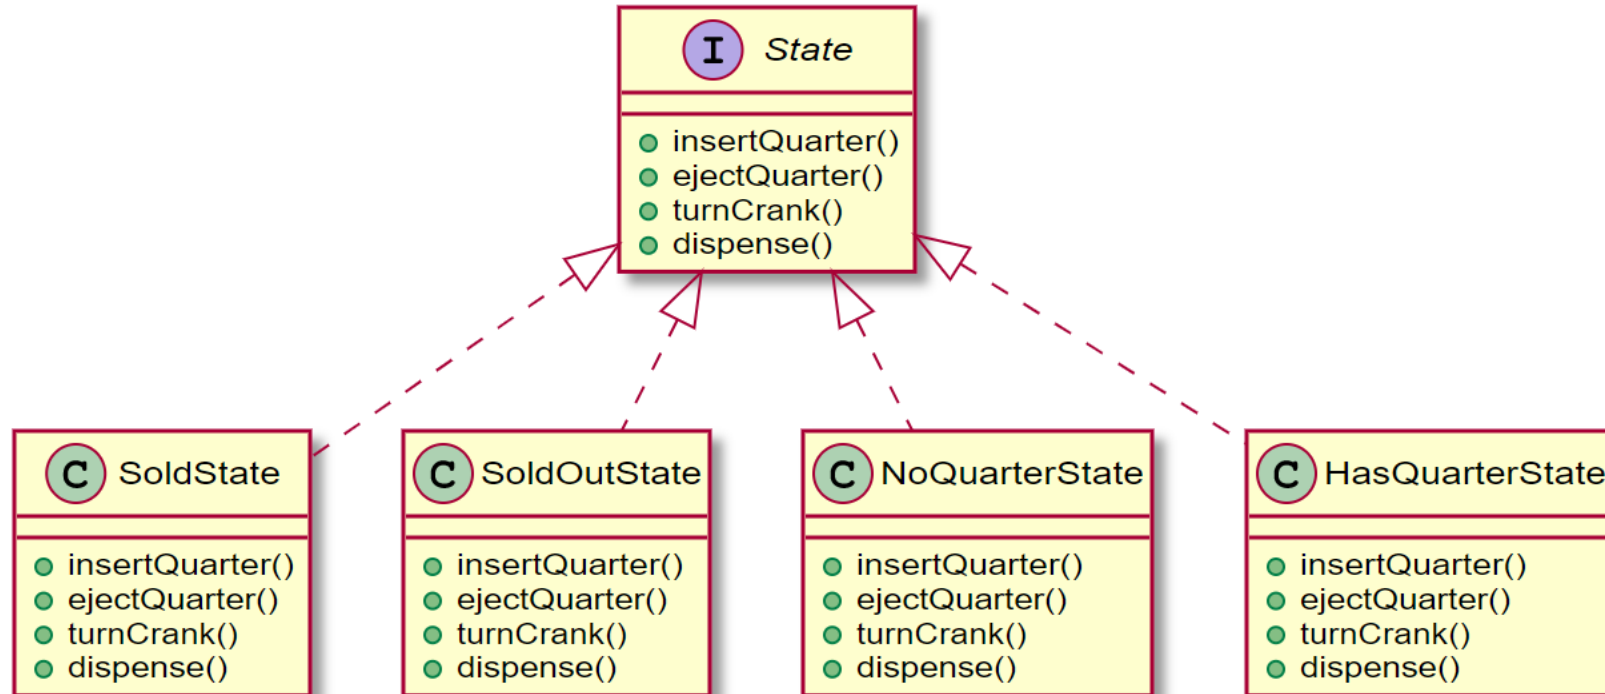 I State
insertQuarter()
ejectQuarter()
turnCrank()
dispense()
C SoldState
insertQuarter()
ejectQuarter()
turnCrank()
dispense()
C SoldOutState
insertQuarter()
ejectQuarter()
turnCrank()
dispense()
C NoQuarterState
insertQuarter()
ejectQuarter()
turnCrank()
dispense()
C HasQuarterState
insertQuarter()
ejectQuarter()
turnCrank()
dispense()